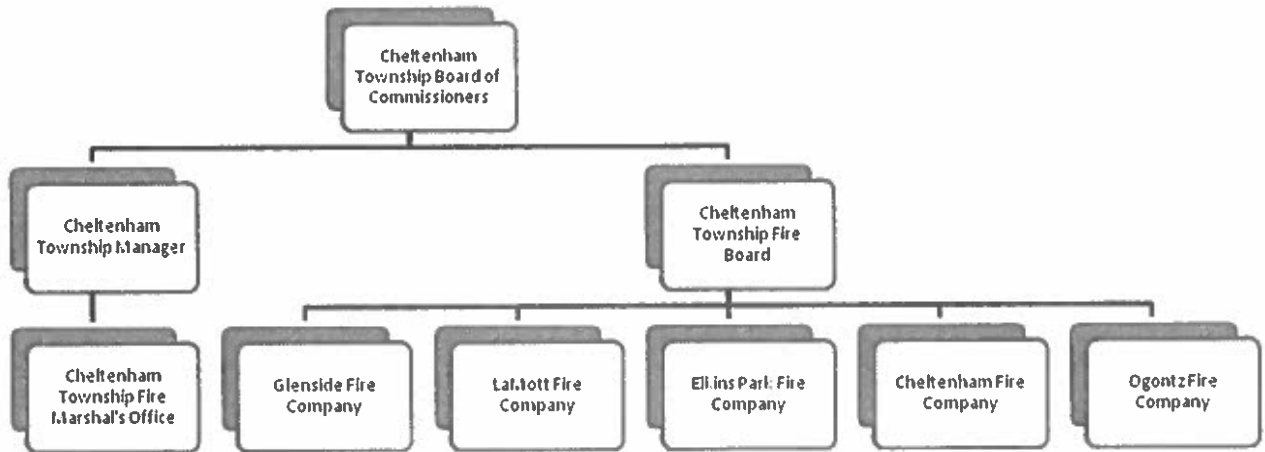 Cheltenham
Township Board of
Commissioners
Cheltenham
Township Manager
Cheltenham
Township Fire
Board
Cheltenham
Township Fire
Marshal's Office
Glenside Fire
Company
LaMott Fire
Company
Elkins Park Fire
Company
Cheltenham Fire
Company
Ogontz Fire
Company